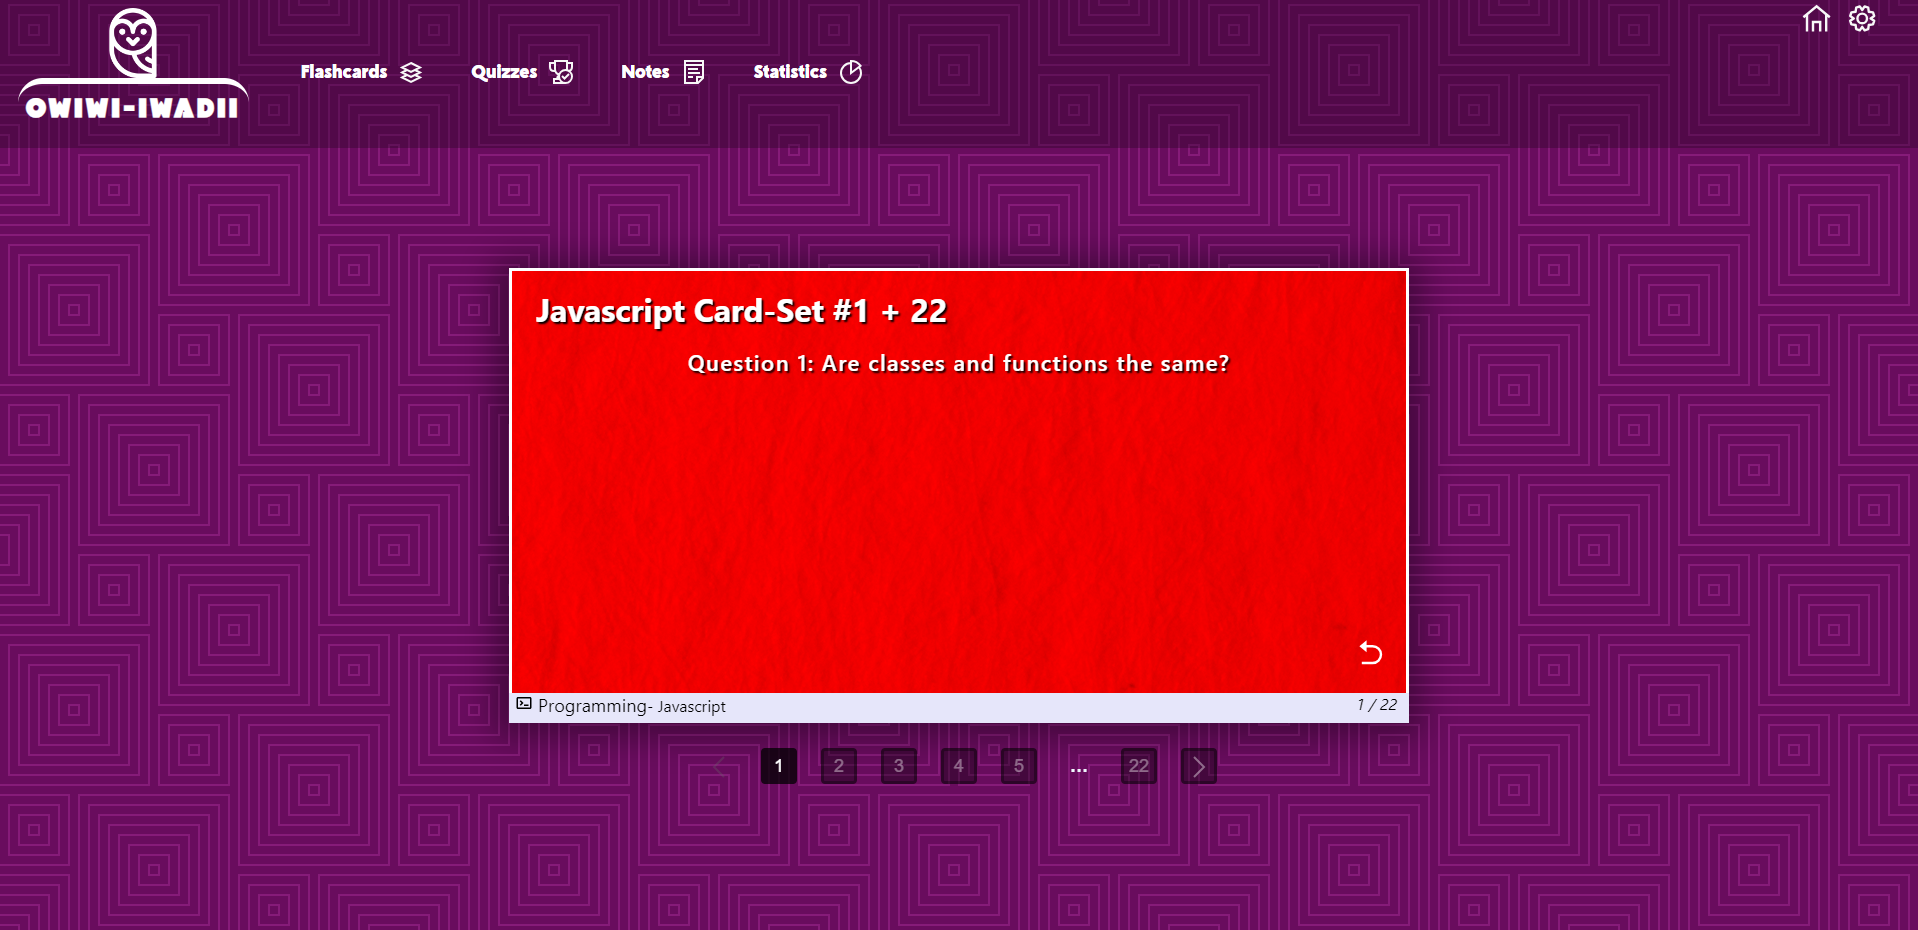 OWIWI-IWADII
Flashcards
Quizzes
Notes
Statistics
Javascript Card-Set #1 + 22
Question 1: Are classes and functions the same?
Programming- Javascript
1 / 22
1 2 3 4 5 ... 22